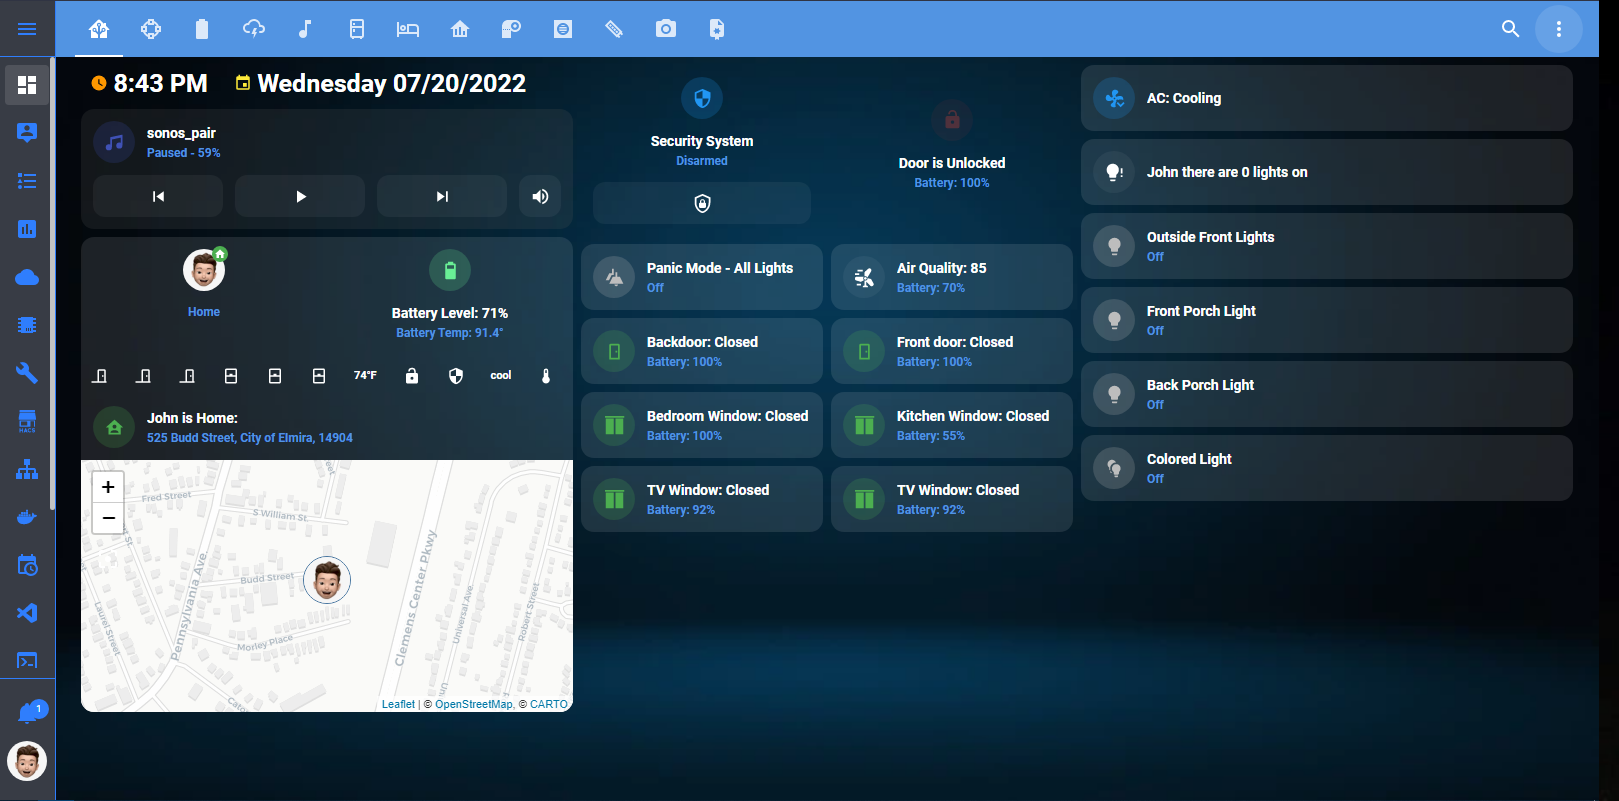 8:43 PM Wednesday 07/20/2022
sonos_pair
Paused - 59%
Home
Battery Level: 71%
Battery Temp: 91.4°
74°F
cool
John is Home:
525 Budd Street, City of Elmira, 14904
+
−
Fred Street
S William St.
Budd Street
Pennsylvania Ave.
Laurel Street
Morley Place
Clemens Center Pkwy
Universal Ave.
Robert Street
Leaflet | © OpenStreetMap, © CARTO
Security System
Disarmed
Door is Unlocked
Battery: 100%
Panic Mode - All Lights
Off
Air Quality: 85
Battery: 70%
Backdoor: Closed
Battery: 100%
Front door: Closed
Battery: 100%
Bedroom Window: Closed
Battery: 100%
Kitchen Window: Closed
Battery: 55%
TV Window: Closed
Battery: 92%
TV Window: Closed
Battery: 92%
AC: Cooling
John there are 0 lights on
Outside Front Lights
Off
Front Porch Light
Off
Back Porch Light
Off
Colored Light
Off
HACS
1